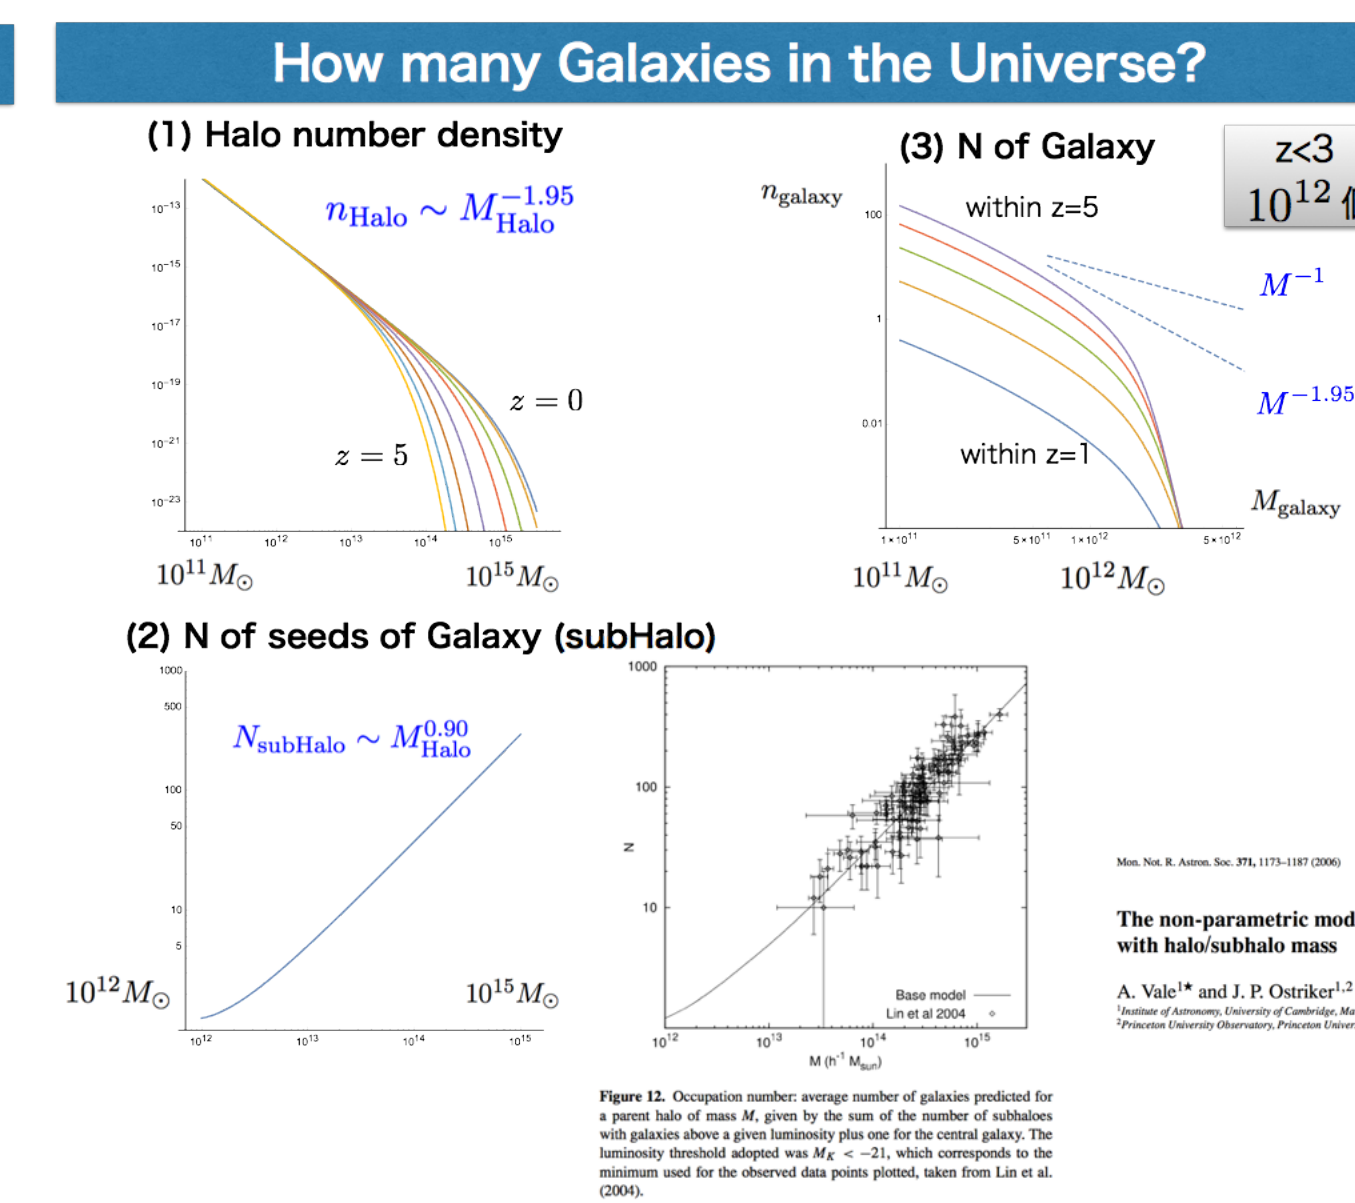 How many Galaxies in the Universe?
(1) Halo number density
n_Halo ~ M_Halo^−1.95
10^-13
10^-15
10^-17
10^-19
10^-21
10^-23
z = 0
z = 5
10^11
10^12
10^13
10^14
10^15
10^11 M⊙
10^15 M⊙
(3) N of Galaxy
z<3
10^12
n_galaxy
within z=5
100
1
0.01
M^−1
M^−1.95
within z=1
M_galaxy
1×10^11
5×10^11
1×10^12
5×10^12
10^11 M⊙
10^12 M⊙
(2) N of seeds of Galaxy (subHalo)
1000
500
100
50
10
5
N_subHalo ~ M_Halo^0.90
10^12 M⊙
10^15 M⊙
10^12
10^13
10^14
10^15
1000
100
10
N
Base model
Lin et al 2004
10^12
10^13
10^14
10^15
M (h^-1 M_sun)
Figure 12. Occupation number: average number of galaxies predicted for
a parent halo of mass M, given by the sum of the number of subhaloes
with galaxies above a given luminosity plus one for the central galaxy. The
luminosity threshold adopted was M_K < −21, which corresponds to the
minimum used for the observed data points plotted, taken from Lin et al.
(2004).
Mon. Not. R. Astron. Soc. 371, 1173–1187 (2006)
The non-parametric mod
with halo/subhalo mass
A. Vale^1★ and J. P. Ostriker^1,2
^1Institute of Astronomy, University of Cambridge, Ma
^2Princeton University Observatory, Princeton Univer